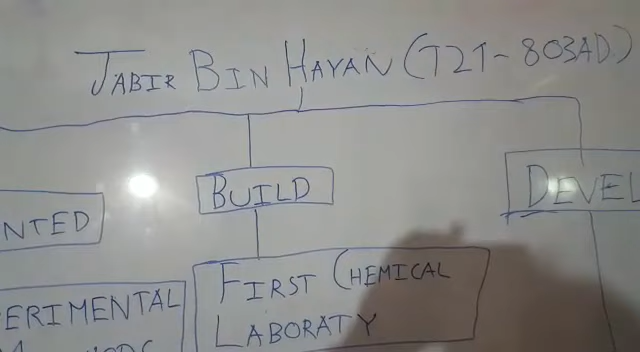 JABIR BIN HAYAN (721-803AD)
NTED
BUILD
DEVEL
ERIMENTAL
FIRST CHEMICAL
LABORATY